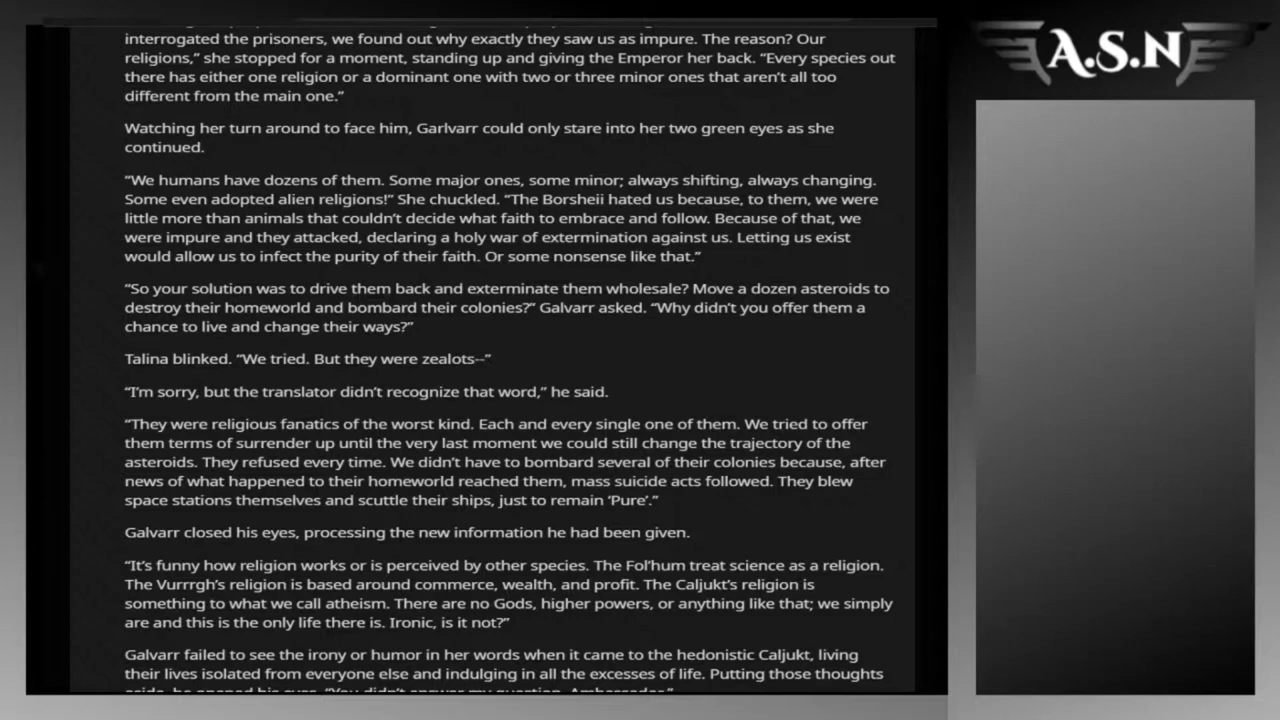 interrogated the prisoners, we found out why exactly they saw us as impure. The reason? Our
religions,” she stopped for a moment, standing up and giving the Emperor her back. “Every species out
there has either one religion or a dominant one with two or three minor ones that aren’t all too
different from the main one.”
Watching her turn around to face him, Garlvarr could only stare into her two green eyes as she
continued.
“We humans have dozens of them. Some major ones, some minor; always shifting, always changing.
Some even adopted alien religions!” She chuckled. “The Borsheii hated us because, to them, we were
little more than animals that couldn’t decide what faith to embrace and follow. Because of that, we
were impure and they attacked, declaring a holy war of extermination against us. Letting us exist
would allow us to infect the purity of their faith. Or some nonsense like that.”
“So your solution was to drive them back and exterminate them wholesale? Move a dozen asteroids to
destroy their homeworld and bombard their colonies?” Galvarr asked. “Why didn’t you offer them a
chance to live and change their ways?”
Talina blinked. “We tried. But they were zealots--”
“I’m sorry, but the translator didn’t recognize that word,” he said.
“They were religious fanatics of the worst kind. Each and every single one of them. We tried to offer
them terms of surrender up until the very last moment we could still change the trajectory of the
asteroids. They refused every time. We didn’t have to bombard several of their colonies because, after
news of what happened to their homeworld reached them, mass suicide acts followed. They blew
space stations themselves and scuttle their ships, just to remain ‘Pure’.”
Galvarr closed his eyes, processing the new information he had been given.
“It’s funny how religion works or is perceived by other species. The Fol’hum treat science as a religion.
The Vurrrgh’s religion is based around commerce, wealth, and profit. The Caljukt’s religion is
something to what we call atheism. There are no Gods, higher powers, or anything like that; we simply
are and this is the only life there is. Ironic, is it not?”
Galvarr failed to see the irony or humor in her words when it came to the hedonistic Caljukt, living
their lives isolated from everyone else and indulging in all the excesses of life. Putting those thoughts
aside, he opened his eyes. “You didn’t answer my question, Ambassador.”
A.S.N